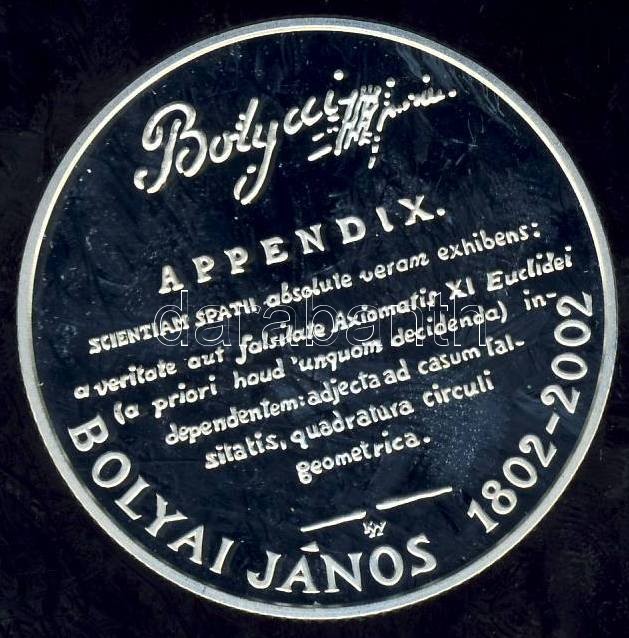 Bolyai
APPENDIX.
SCIENTIAM SPATII absolute veram exhibens:
a veritate aut falsitate Axiomatis XI Euclidei
(a priori haud unquam decidenda) in-
dependentem: adjecta ad casum fal-
sitatis, quadratura circuli
geometrica.
BOLYAI JÁNOS 1802-2002
darabanth